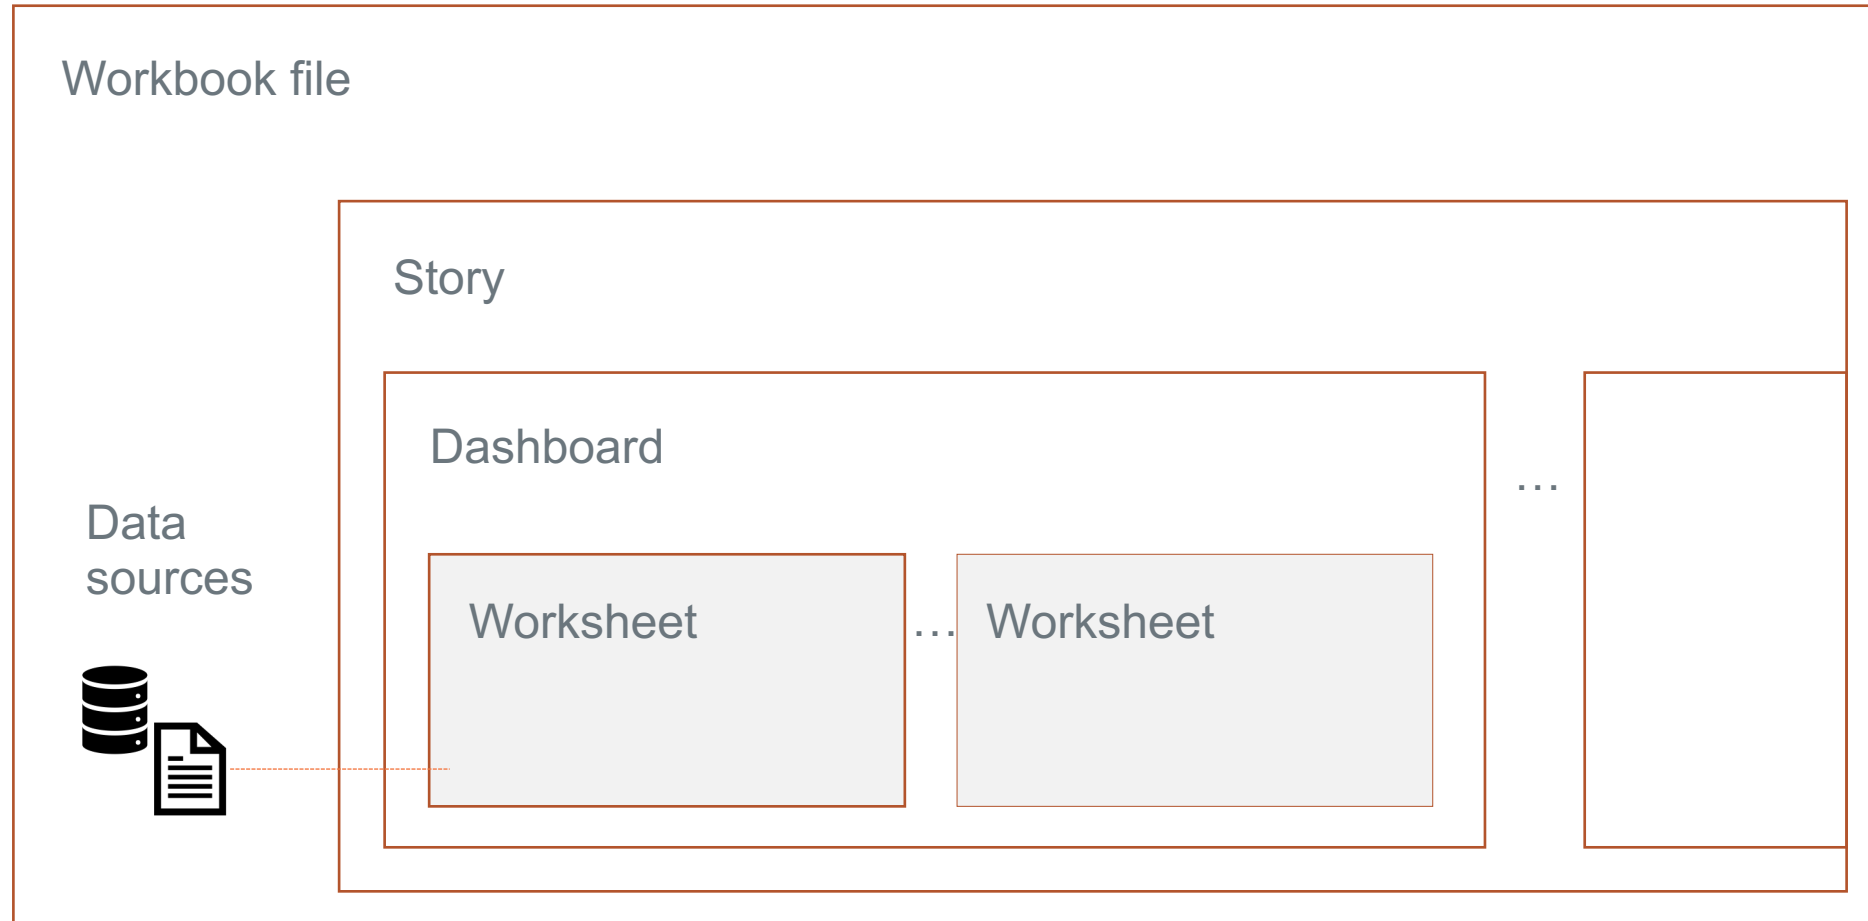 Workbook file
Story
Dashboard
...
Data
sources
Worksheet
...
Worksheet